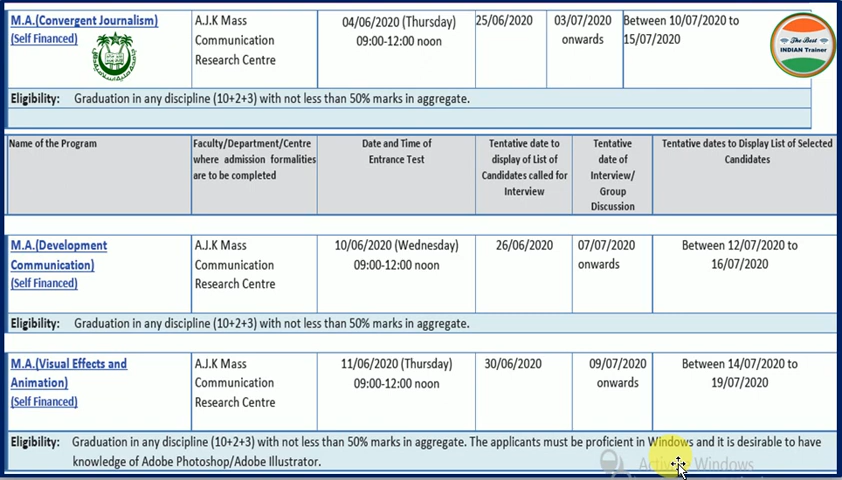 M.A.(Convergent Journalism)
(Self Financed)
A.J.K Mass
Communication
Research Centre
04/06/2020 (Thursday)
09:00-12:00 noon
25/06/2020
03/07/2020
onwards
Between 10/07/2020 to
15/07/2020
The Best
INDIAN Trainer
Eligibility: Graduation in any discipline (10+2+3) with not less than 50% marks in aggregate.
Name of the Program
Faculty/Department/Centre
where admission formalities
are to be completed
Date and Time of
Entrance Test
Tentative date to
display of List of
Candidates called for
Interview
Tentative
date of
Interview/
Group
Discussion
Tentative dates to Display List of Selected
Candidates
M.A.(Development
Communication)
(Self Financed)
A.J.K Mass
Communication
Research Centre
10/06/2020 (Wednesday)
09:00-12:00 noon
26/06/2020
07/07/2020
onwards
Between 12/07/2020 to
16/07/2020
Eligibility: Graduation in any discipline (10+2+3) with not less than 50% marks in aggregate.
M.A.(Visual Effects and
Animation)
(Self Financed)
A.J.K Mass
Communication
Research Centre
11/06/2020 (Thursday)
09:00-12:00 noon
30/06/2020
09/07/2020
onwards
Between 14/07/2020 to
19/07/2020
Eligibility: Graduation in any discipline (10+2+3) with not less than 50% marks in aggregate. The applicants must be proficient in Windows and it is desirable to have
knowledge of Adobe Photoshop/Adobe Illustrator.
Activate Windows